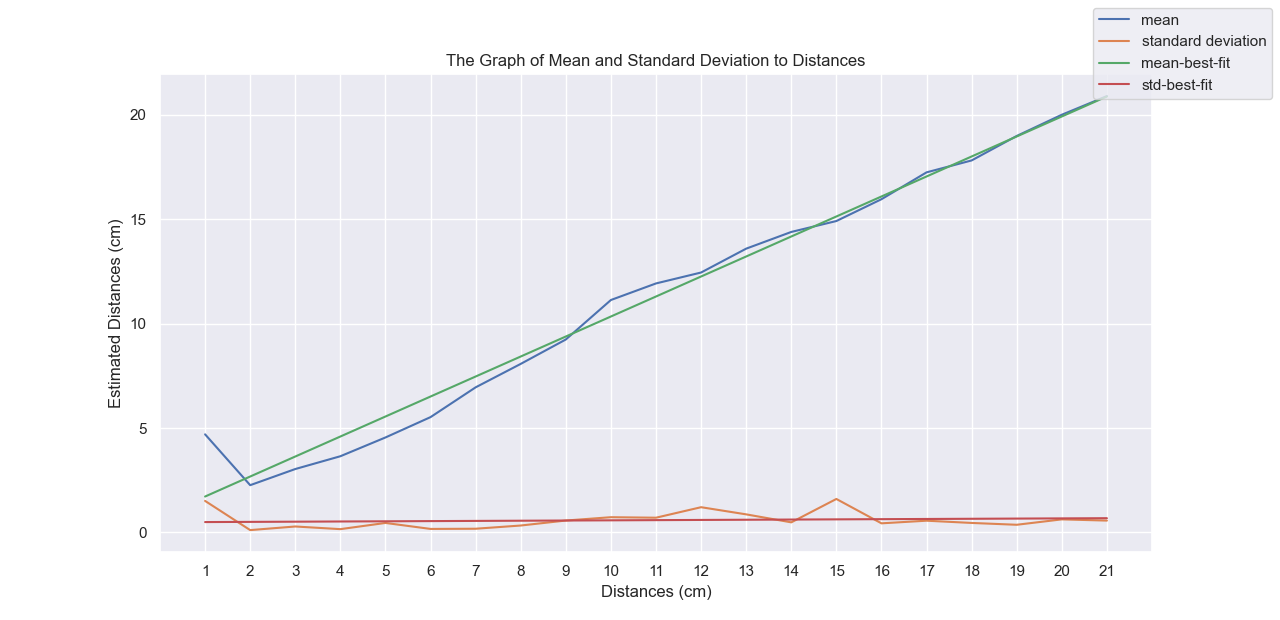 mean
standard deviation
mean-best-fit
std-best-fit
The Graph of Mean and Standard Deviation to Distances
Estimated Distances (cm)
20
15
10
5
0
1 2 3 4 5 6 7 8 9 10 11 12 13 14 15 16 17 18 19 20 21
Distances (cm)